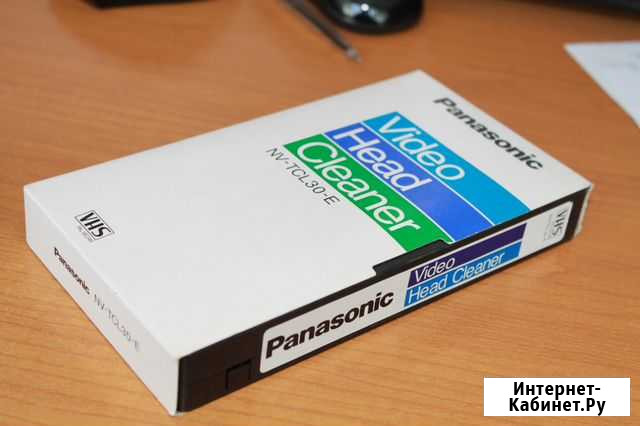 Panasonic
Video
Head
Cleaner
NV-TCL30-E
VHS
Panasonic NV-TCL30-E
Panasonic
Video
Head Cleaner
VHS
Интернет-
Кабинет.Ру